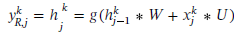 y^k_{R,j} = h^k_j = g(h^k_{j-1} * W + x^k_j * U)